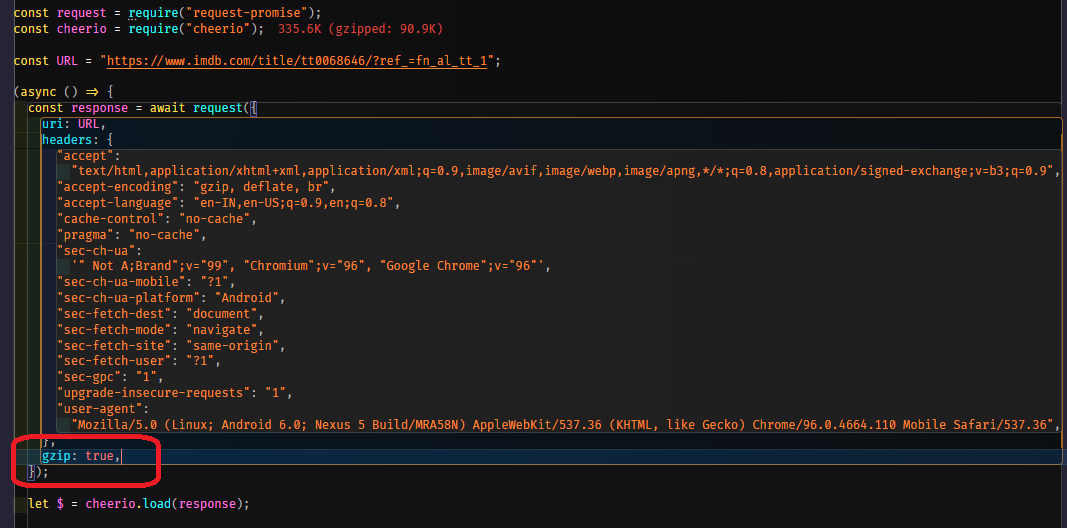 const request = require("request-promise");
const cheerio = require("cheerio"); 335.6K (gzipped: 90.9K)
const URL = "https://www.imdb.com/title/tt0068646/?ref_=fn_al_tt_1";
(async () => {
const response = await request({
uri: URL,
headers: {
"accept":
"text/html,application/xhtml+xml,application/xml;q=0.9,image/avif,image/webp,image/apng,*/*;q=0.8,application/signed-exchange;v=b3;q=0.9",
"accept-encoding": "gzip, deflate, br",
"accept-language": "en-IN,en-US;q=0.9,en;q=0.8",
"cache-control": "no-cache",
"pragma": "no-cache",
"sec-ch-ua":
'" Not A;Brand";v="99", "Chromium";v="96", "Google Chrome";v="96"',
"sec-ch-ua-mobile": "?1",
"sec-ch-ua-platform": "Android",
"sec-fetch-dest": "document",
"sec-fetch-mode": "navigate",
"sec-fetch-site": "same-origin",
"sec-fetch-user": "?1",
"sec-gpc": "1",
"upgrade-insecure-requests": "1",
"user-agent":
"Mozilla/5.0 (Linux; Android 6.0; Nexus 5 Build/MRA58N) AppleWebKit/537.36 (KHTML, like Gecko) Chrome/96.0.4664.110 Mobile Safari/537.36",
},
gzip: true,
});
let $ = cheerio.load(response);